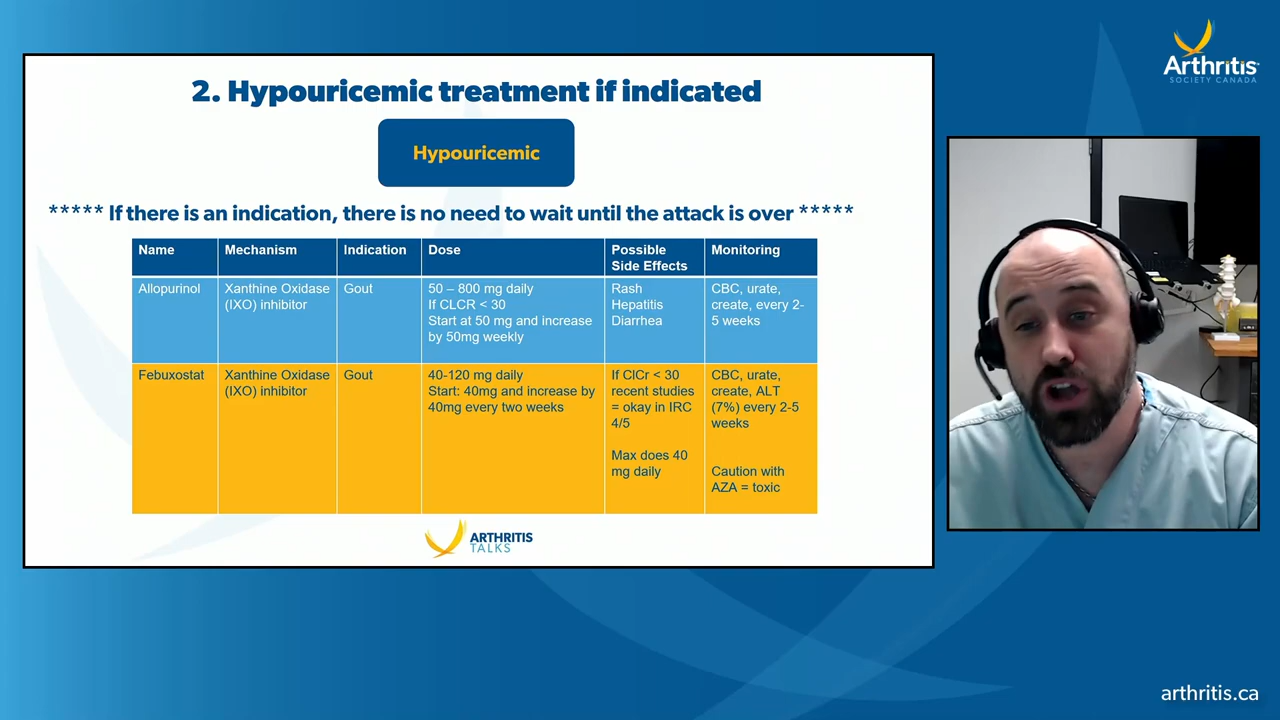 2. Hypouricemic treatment if indicated
Hypouricemic
***** If there is an indication, there is no need to wait until the attack is over *****
Name
Mechanism
Indication
Dose
Possible
Side Effects
Monitoring
Allopurinol
Xanthine Oxidase
(IXO) inhibitor
Gout
50 – 800 mg daily
If CLCR < 30
Start at 50 mg and increase
by 50mg weekly
Rash
Hepatitis
Diarrhea
CBC, urate,
create, every 2-
5 weeks
Febuxostat
Xanthine Oxidase
(IXO) inhibitor
Gout
40-120 mg daily
Start: 40mg and increase by
40mg every two weeks
If ClCr < 30
recent studies
= okay in IRC
4/5
Max does 40
mg daily
CBC, urate,
create, ALT
(7%) every 2-5
weeks
Caution with
AZA = toxic
ARTHRITIS
TALKS
Arthritis
SOCIETY CANADA
arthritis.ca